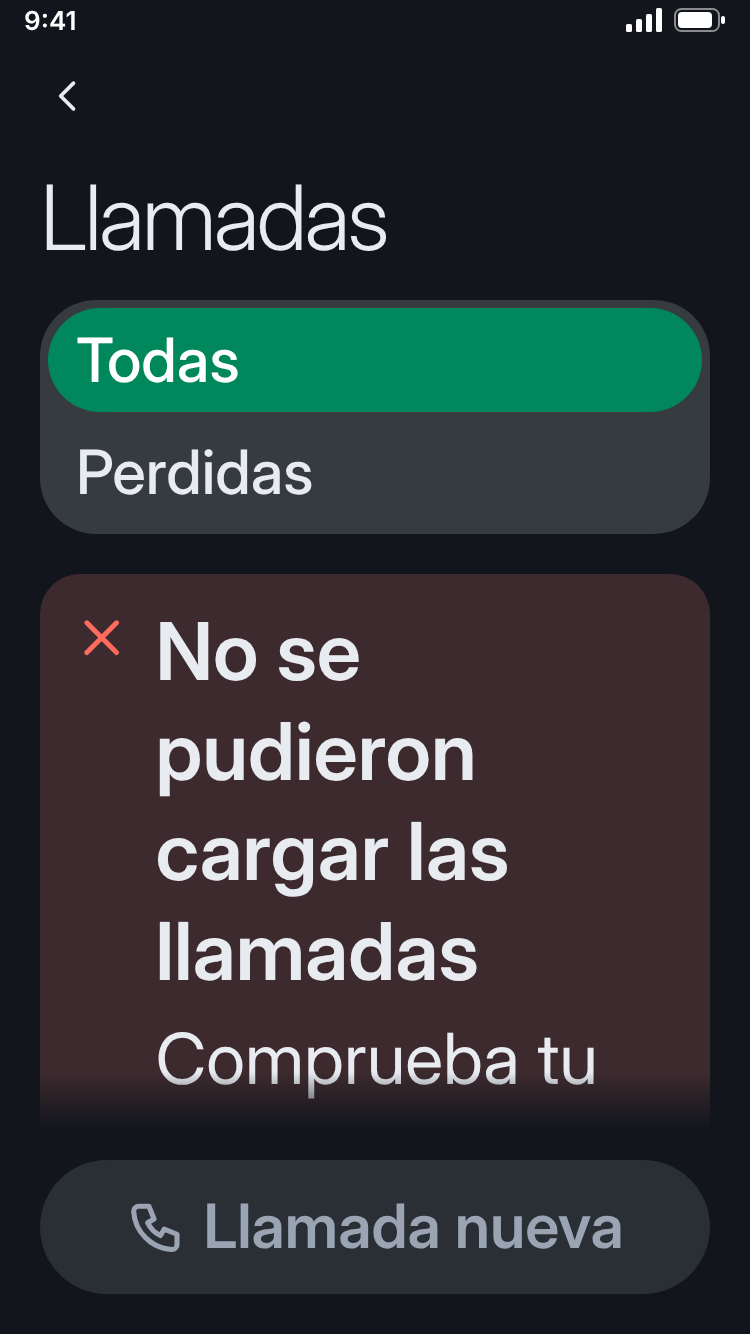 9:41
Llamadas
Todas
Perdidas
No se
pudieron
cargar las
llamadas
Comprueba tu
Llamada nueva